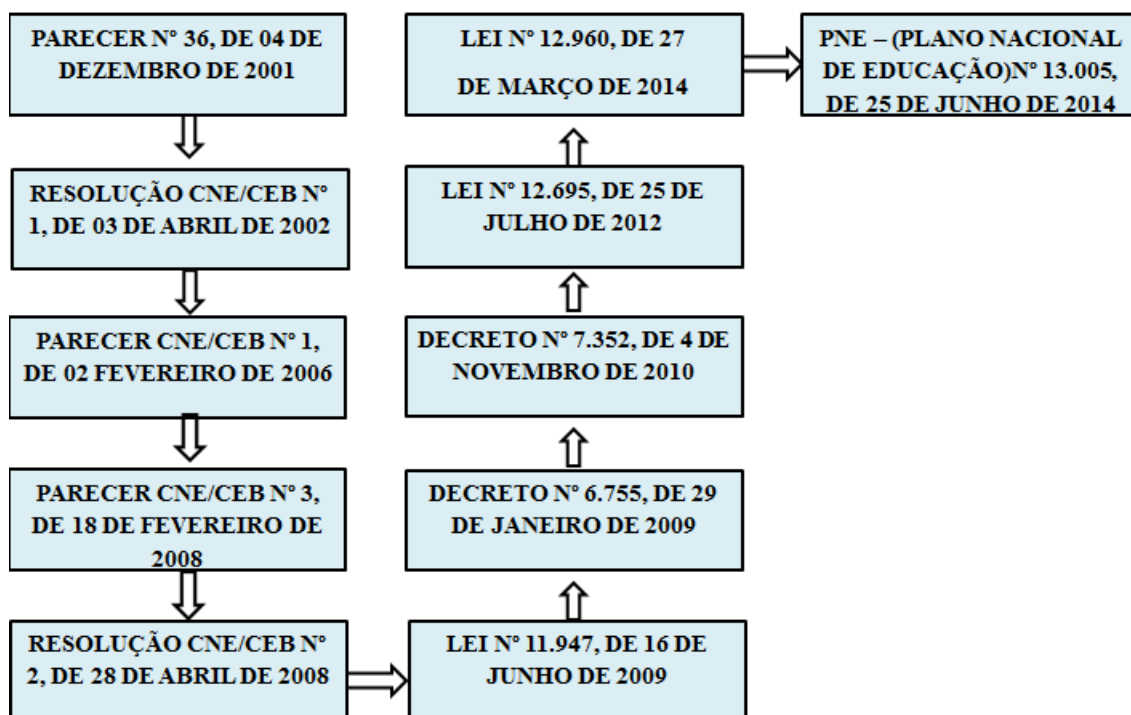 PARECER Nº 36, DE 04 DE
DEZEMBRO DE 2001
RESOLUÇÃO CNE/CEB Nº
1, DE 03 DE ABRIL DE 2002
PARECER CNE/CEB Nº 1,
DE 02 FEVEREIRO DE 2006
PARECER CNE/CEB Nº 3,
DE 18 DE FEVEREIRO DE
2008
RESOLUÇÃO CNE/CEB Nº
2, DE 28 DE ABRIL DE 2008
LEI Nº 11.947, DE 16 DE
JUNHO DE 2009
DECRETO Nº 6.755, DE 29
DE JANEIRO DE 2009
DECRETO Nº 7.352, DE 4 DE
NOVEMBRO DE 2010
LEI Nº 12.695, DE 25 DE
JULHO DE 2012
LEI Nº 12.960, DE 27
DE MARÇO DE 2014
PNE – (PLANO NACIONAL
DE EDUCAÇÃO)Nº 13.005,
DE 25 DE JUNHO DE 2014